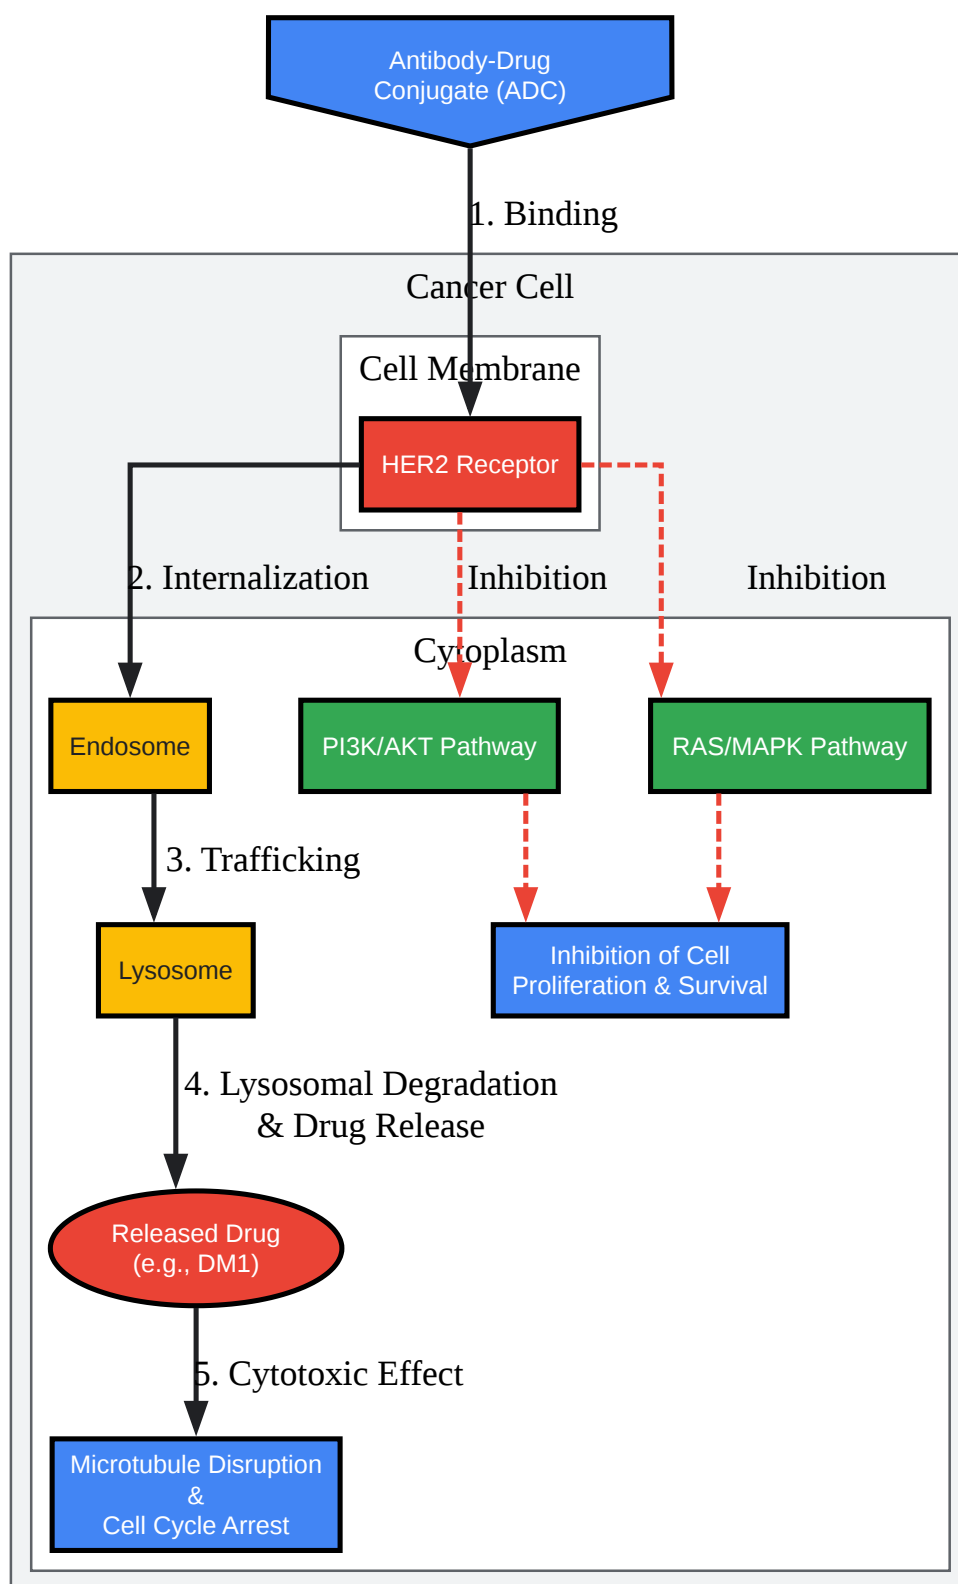 Antibody-Drug
Conjugate (ADC)
1. Binding
Cancer Cell
Cell Membrane
HER2 Receptor
2. Internalization
Inhibition
Inhibition
Cytoplasm
Endosome
PI3K/AKT Pathway
RAS/MAPK Pathway
3. Trafficking
Lysosome
Inhibition of Cell
Proliferation & Survival
4. Lysosomal Degradation
& Drug Release
Released Drug
(e.g., DM1)
5. Cytotoxic Effect
Microtubule Disruption
&
Cell Cycle Arrest